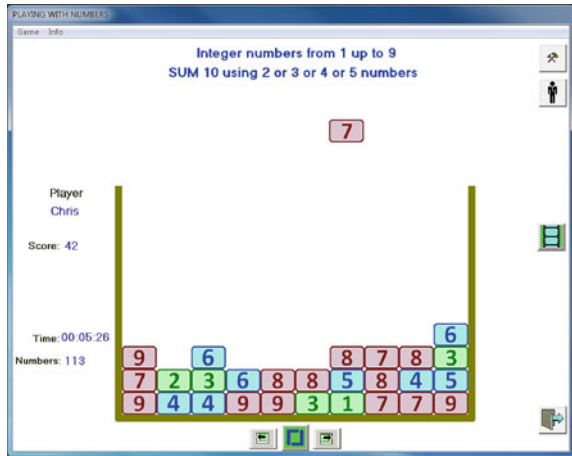 PLAYING WITH NUMBERS
Game Info
Integer numbers from 1 up to 9
SUM 10 using 2 or 3 or 4 or 5 numbers
7
Player
Chris
Score: 42
Time: 00:05:26
Numbers: 113
6
9 6 8 7 8 3
7 2 3 6 8 8 5 8 4 5
9 4 4 9 9 3 1 7 7 9